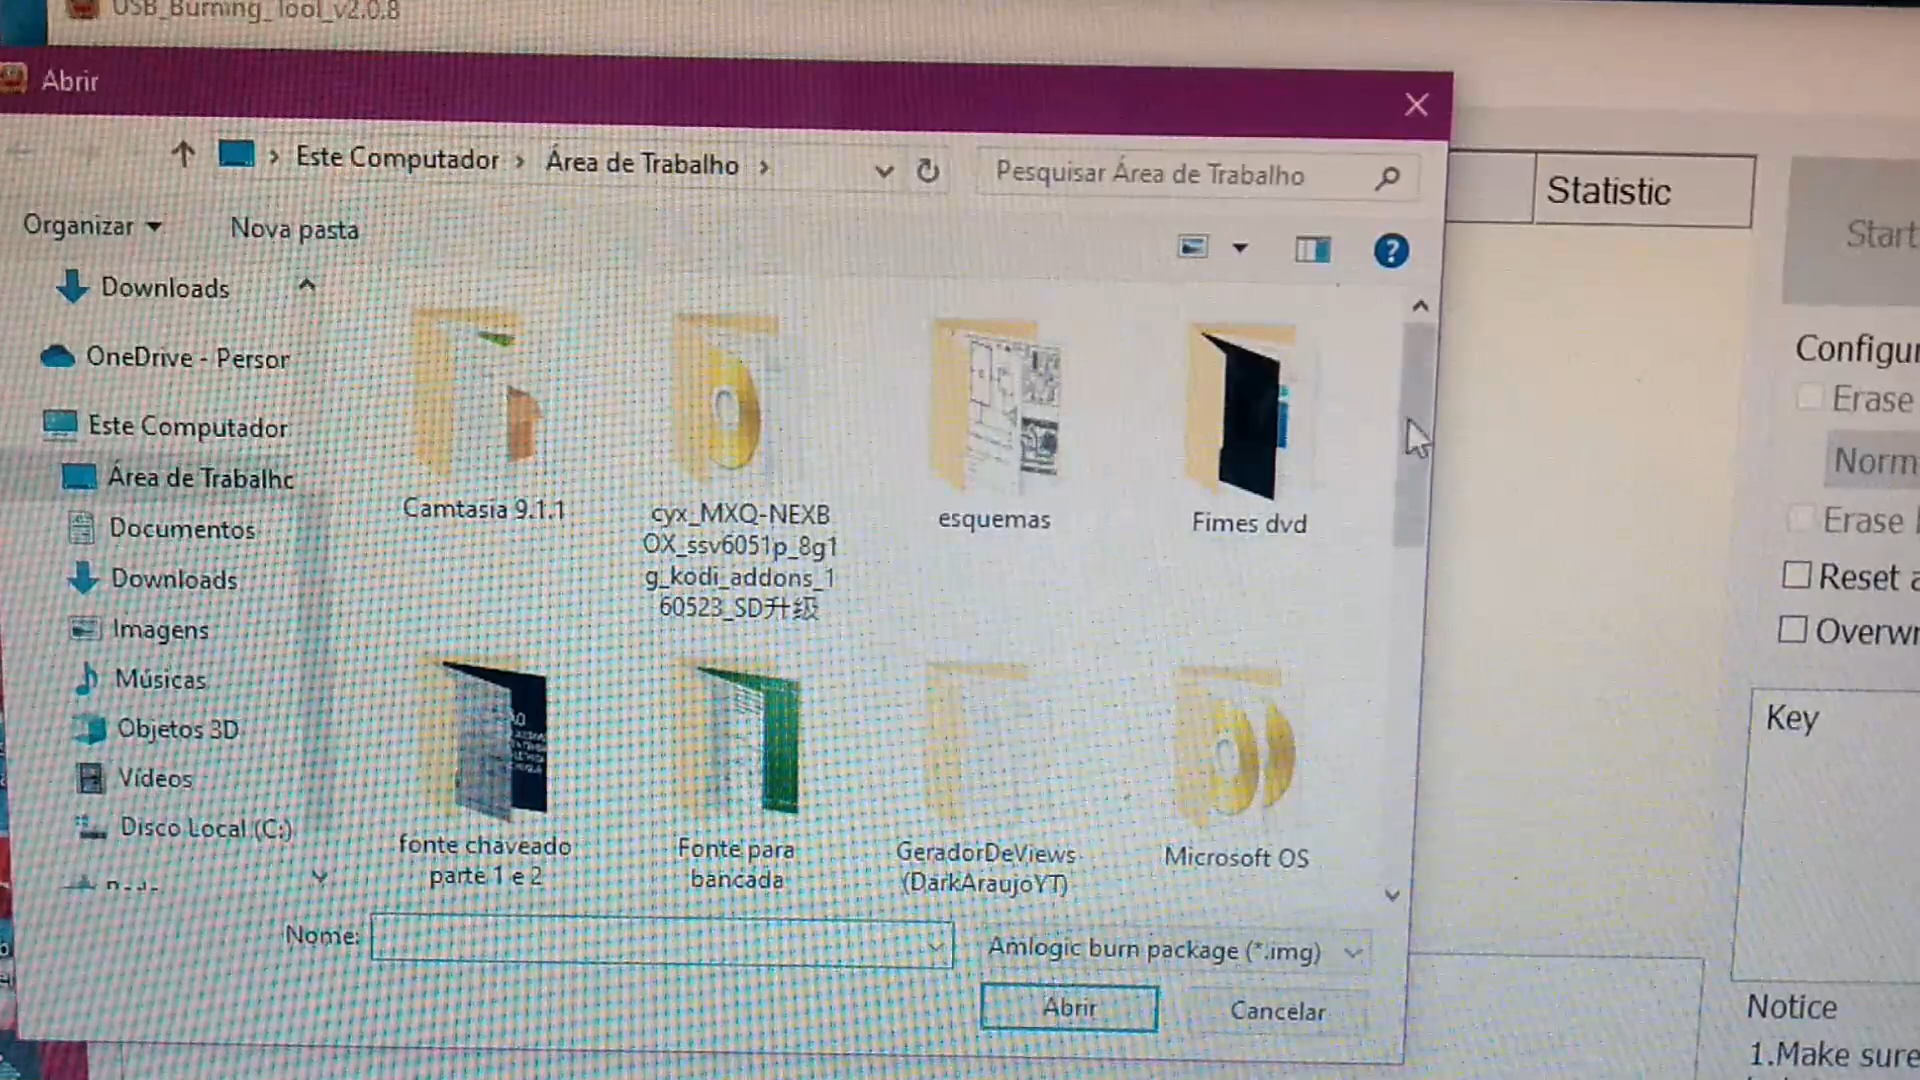 USB_Burning_Tool_v2.0.8
Abrir
Este Computador
Área de Trabalho
Pesquisar Área de Trabalho
Statistic
Start
Organizar
Nova pasta
Downloads
OneDrive - Persor
Este Computador
Área de Trabalhc
Documentos
Downloads
Imagens
Músicas
Objetos 3D
Vídeos
Disco Local (C:)
Camtasia 9.1.1
cyx_MXQ-NEXB
OX_ssv6051p_8g1
g_kodi_addons_1
60523_SD升级
esquemas
Fimes dvd
fonte chaveado
parte 1 e 2
Fonte para
bancada
GeradorDeViews
(DarkAraujoYT)
Microsoft OS
Nome:
Amlogic burn package (*.img)
Abrir
Cancelar
Configur
Erase
Norm
Erase
Reset a
Overwr
Key
Notice
1.Make sure